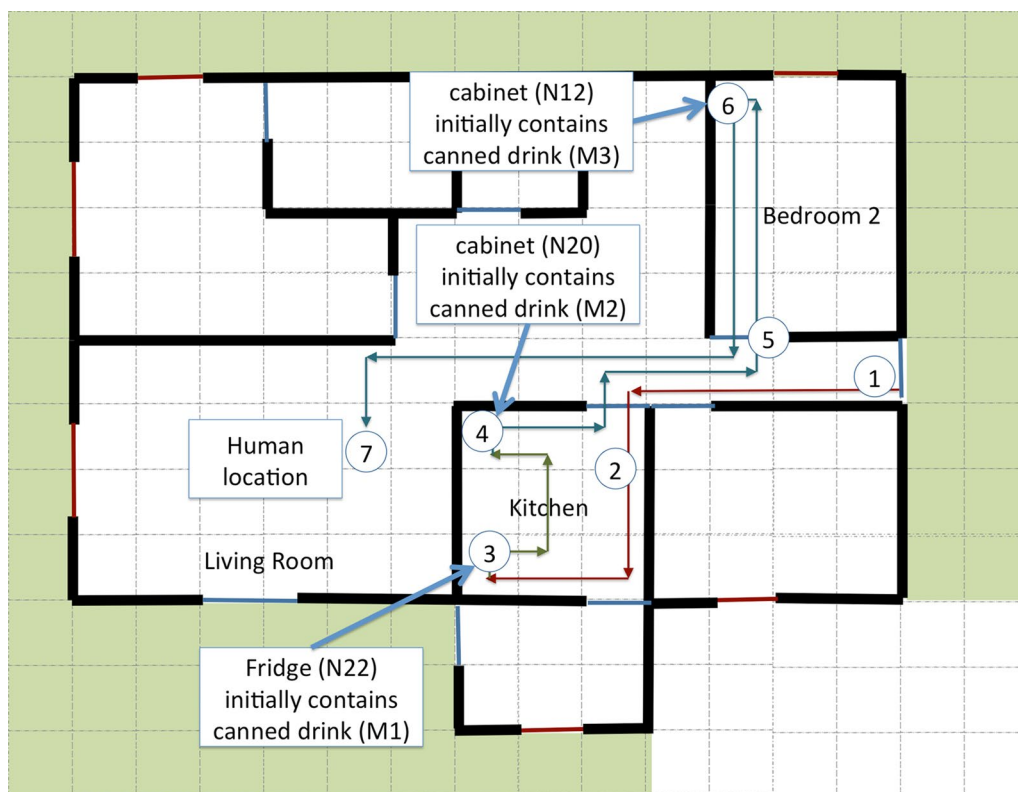 cabinet (N12)
initially contains
canned drink (M3)
6
Bedroom 2
cabinet (N20)
initially contains
canned drink (M2)
5
1
4
Human
location
7
2
Kitchen
3
Living Room
Fridge (N22)
initially contains
canned drink (M1)